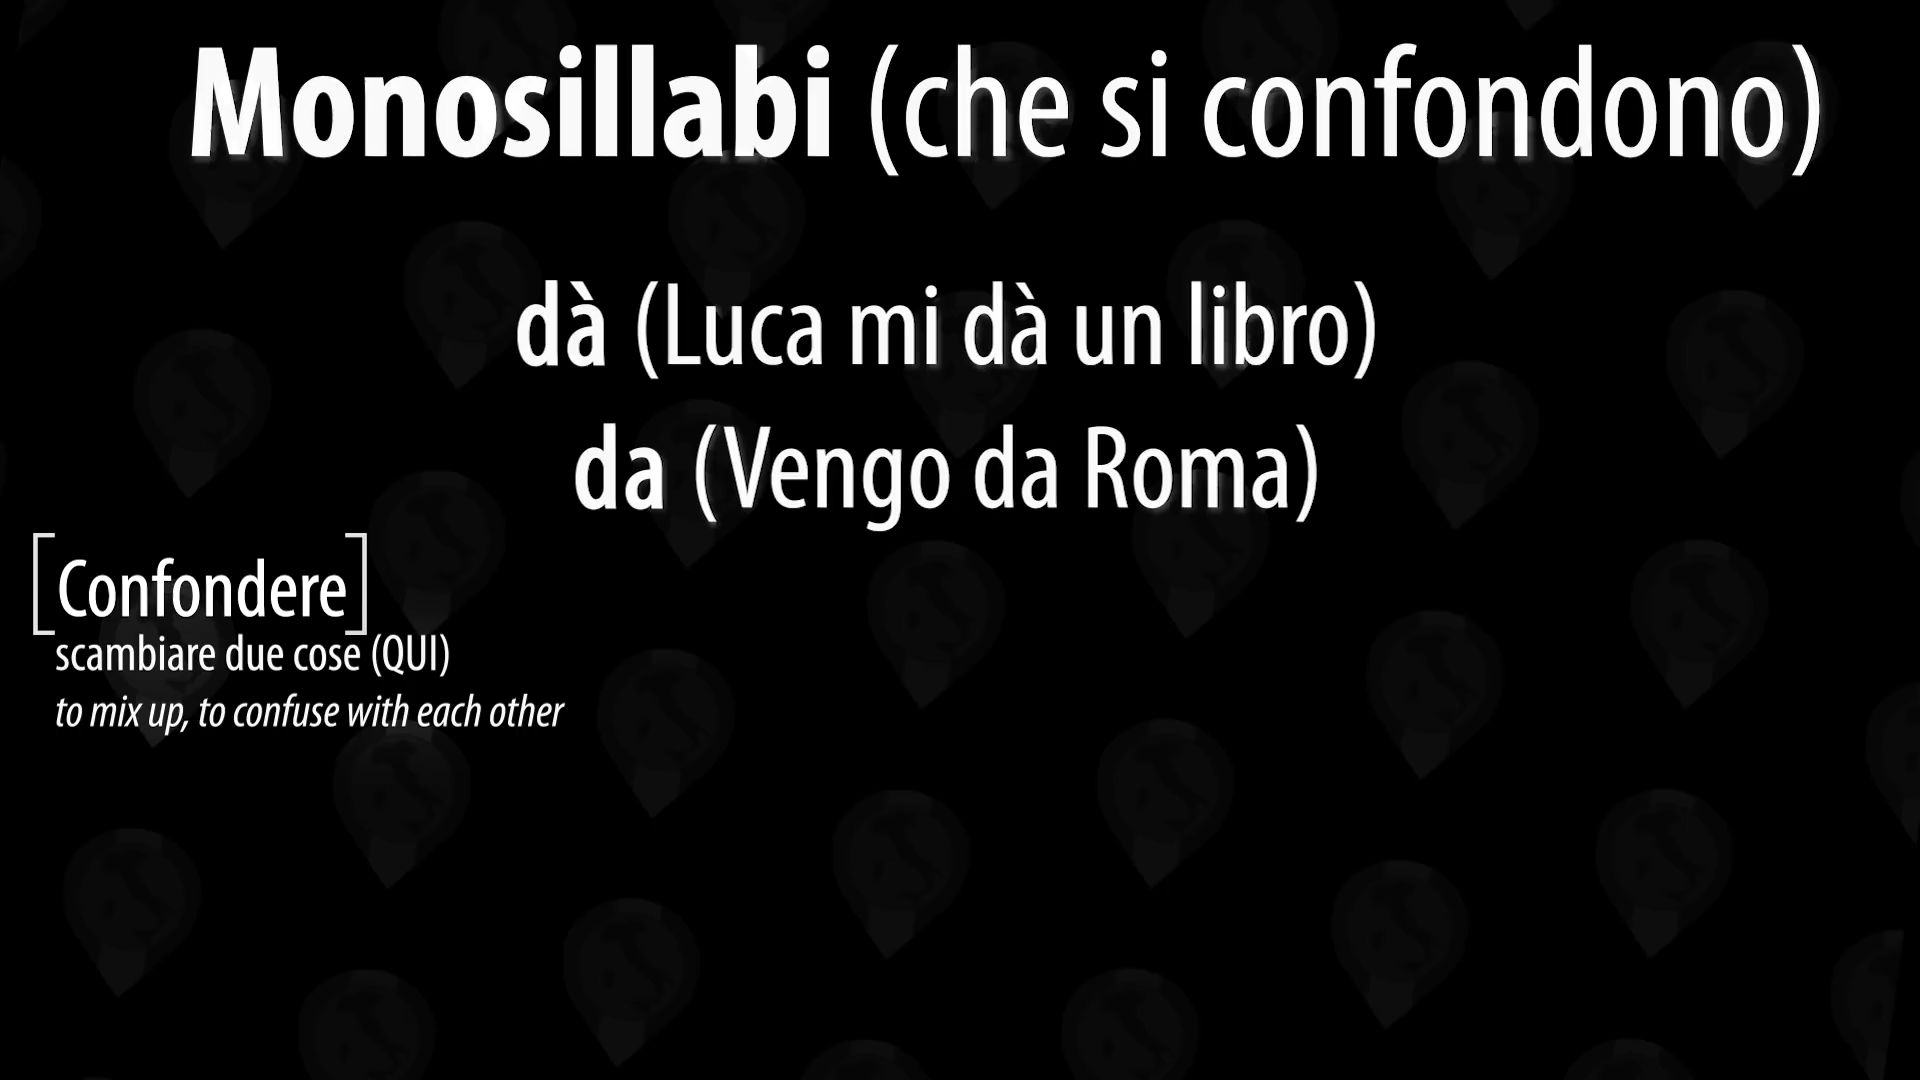 Monosillabi (che si confondono)
dà (Luca mi dà un libro)
da (Vengo da Roma)
[Confondere]
scambiare due cose (QUI)
to mix up, to confuse with each other